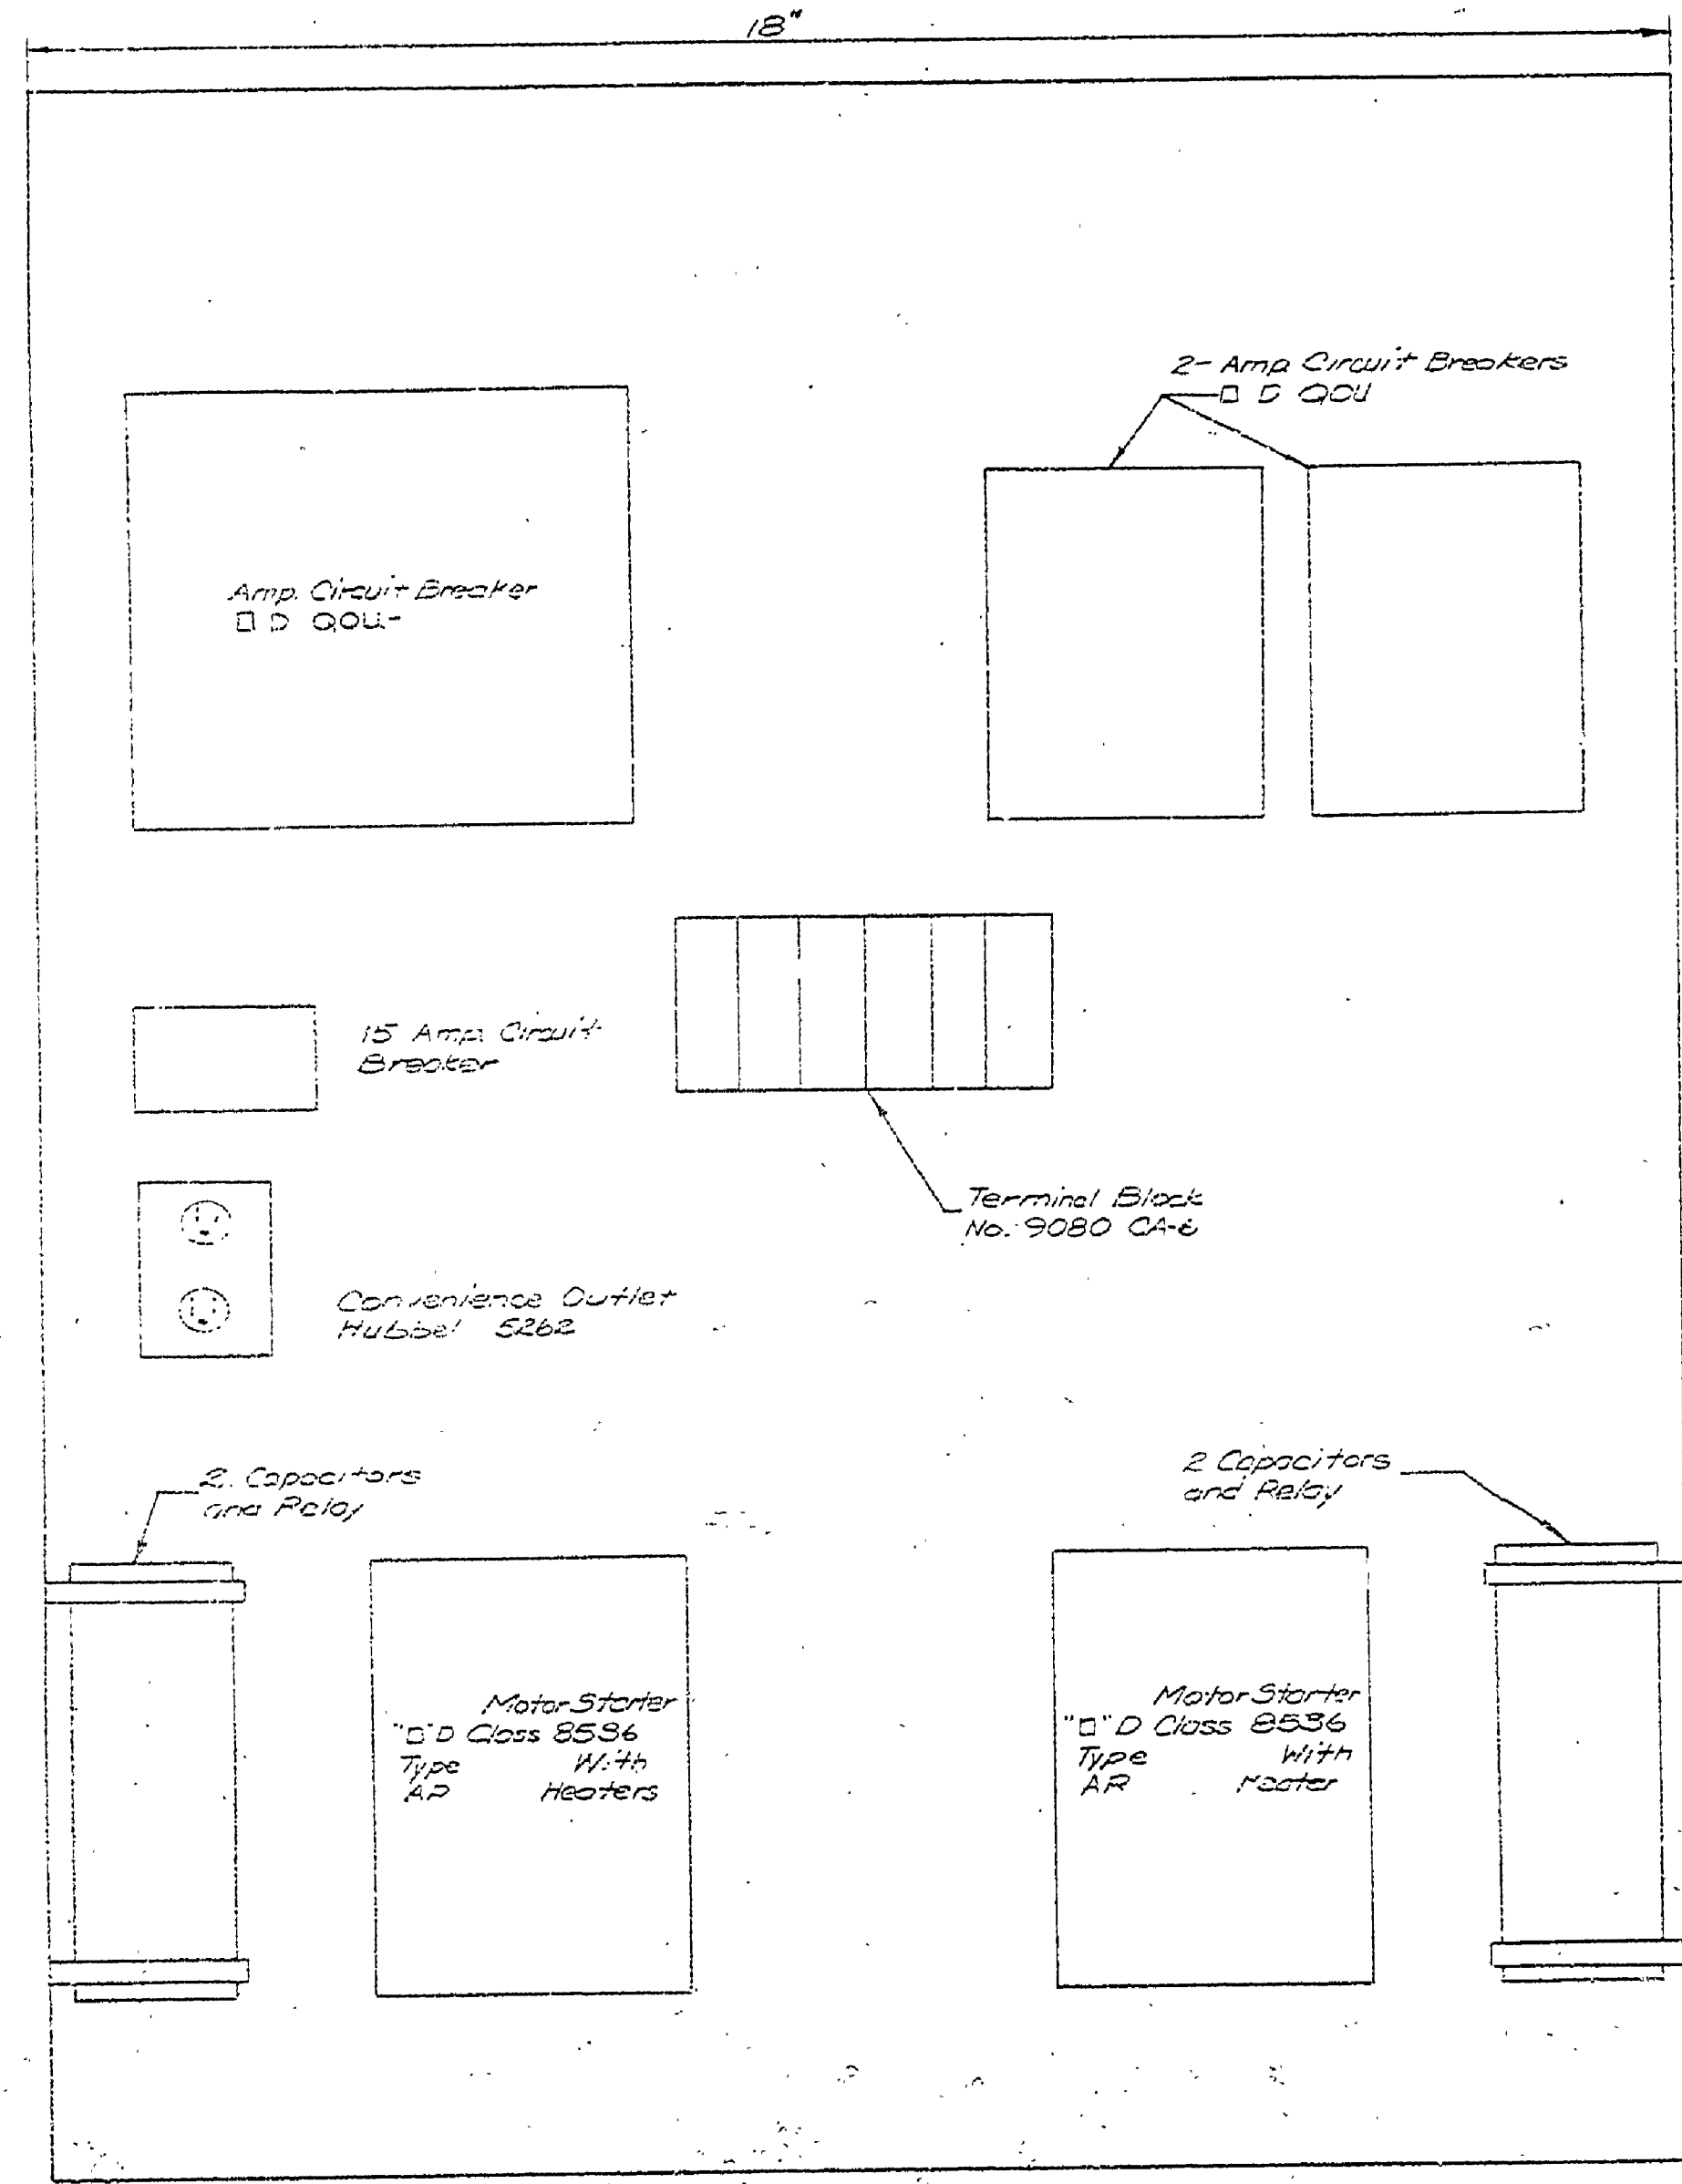 18"
2- Amp. Circuit Breakers
□ D QOU
Amp. Circuit Breaker
□ D QOU-
15 Amp. Circuit
Breaker
Terminal Block
No. 9080 CA-6
Convenience Outlet
Hubbel 5262
2. Capacitors
and Relay
2 Capacitors
and Relay
Motor Starter
"□" D Class 8536
Type With
AR Heaters
Motor Starter
"□" D Class 8536
Type With
AR Heater